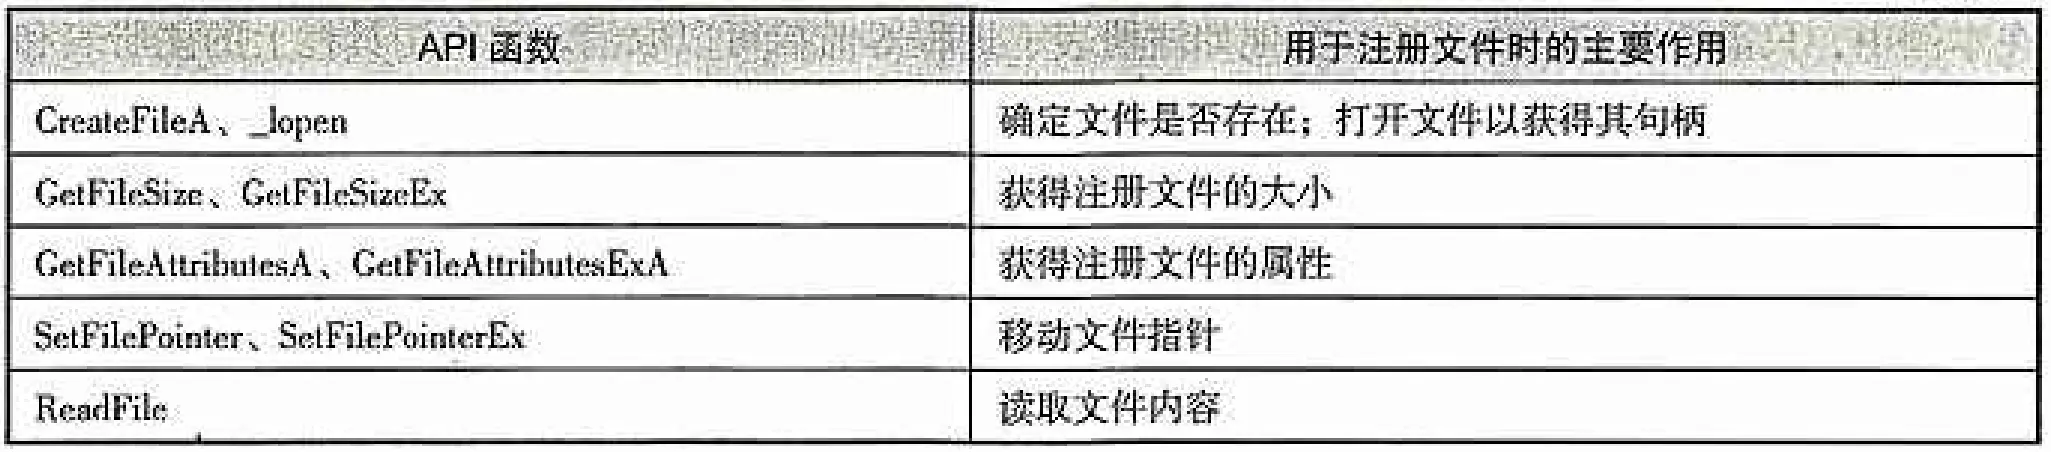 API 函数 用于注册文件时的主要作用
CreateFileA、_lopen 确定文件是否存在；打开文件以获得其句柄
GetFileSize、GetFileSizeEx 获得注册文件的大小
GetFileAttributesA、GetFileAttributesExA 获得注册文件的属性
SetFilePointer、SetFilePointerEx 移动文件指针
ReadFile 读取文件内容